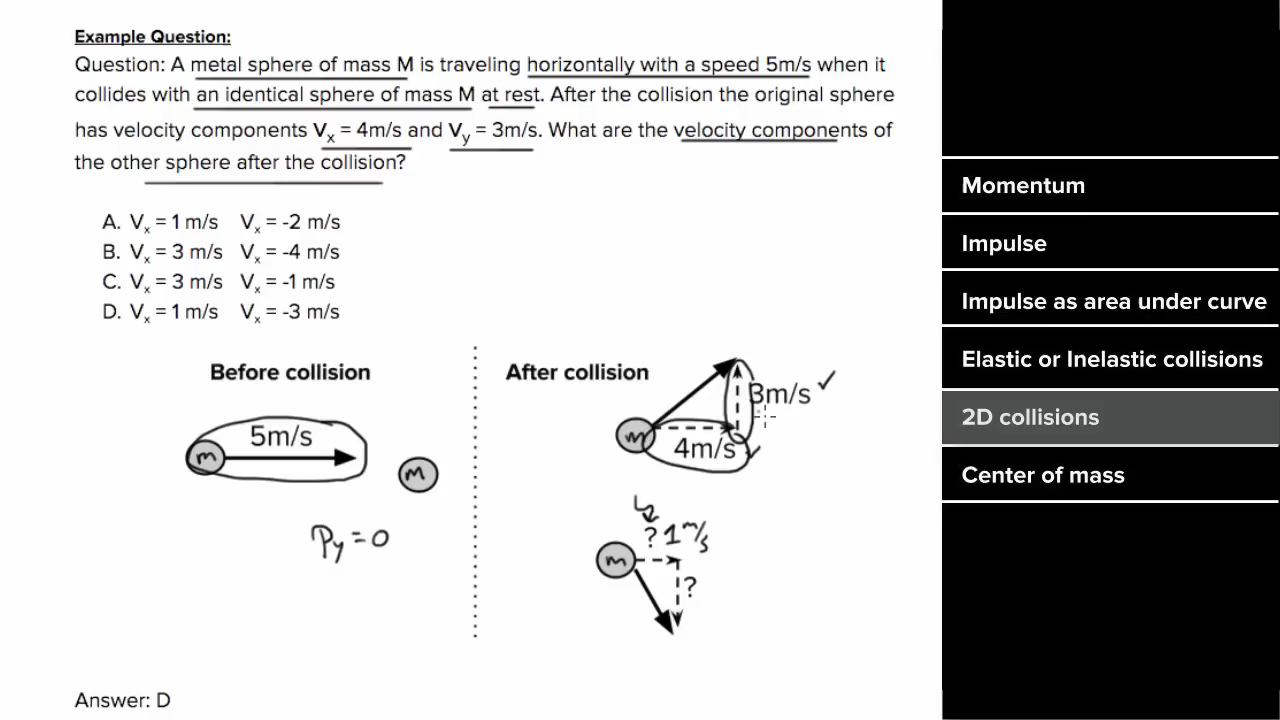 Example Question:
Question: A metal sphere of mass M is traveling horizontally with a speed 5m/s when it
collides with an identical sphere of mass M at rest. After the collision the original sphere
has velocity components Vx = 4m/s and Vy = 3m/s. What are the velocity components of
the other sphere after the collision?
A. Vx = 1 m/s Vx = -2 m/s
B. Vx = 3 m/s Vx = -4 m/s
C. Vx = 3 m/s Vx = -1 m/s
D. Vx = 1 m/s Vx = -3 m/s
Before collision
5m/s
m
m
Py = 0
After collision
3m/s ✓
m
4m/s ✓
? 1 m/s
m
?
Answer: D
Momentum
Impulse
Impulse as area under curve
Elastic or Inelastic collisions
2D collisions
Center of mass